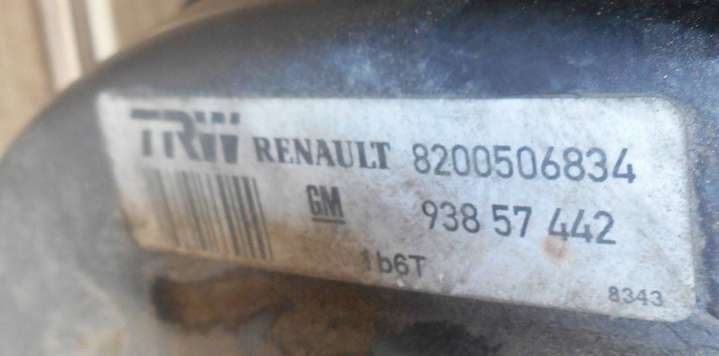 TRW RENAULT 8200506834
GM 938 57 442
1b6T
8343